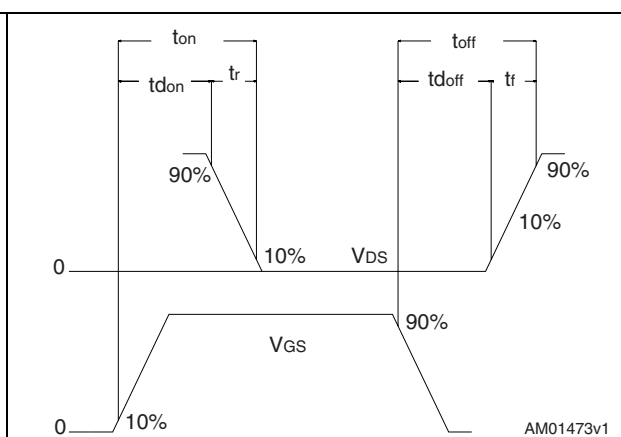 ton toff
tdon tr tdoff tf
90% 90%
10% 10%
0 VDS
VGS 90%
0 10% AM01473v1